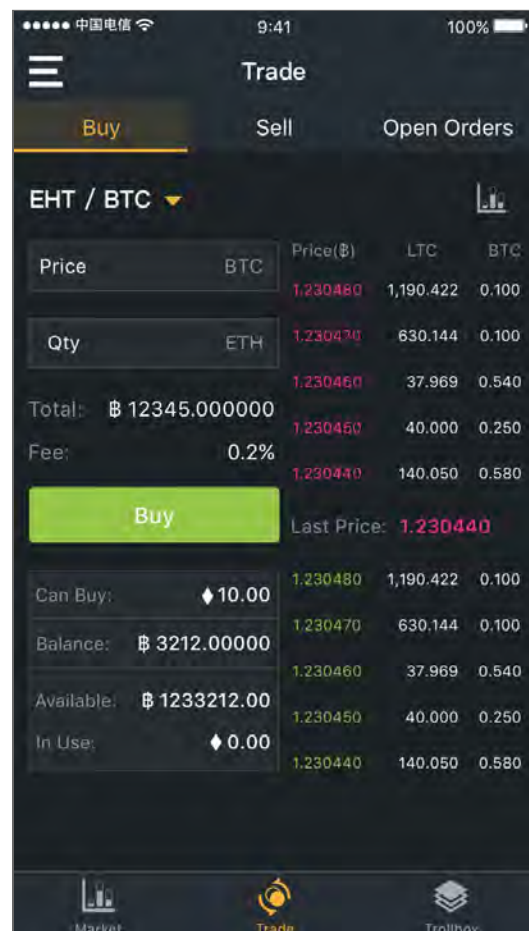 中国电信 9:41 100%
Trade
Buy Sell Open Orders
EHT / BTC
Price BTC
Qty ETH
Total: ฿ 12345.000000
Fee: 0.2%
Buy
Can Buy: ♦10.00
Balance: ฿ 3212.00000
Available: ฿ 1233212.00
In Use: ♦ 0.00
Price(฿) LTC BTC
1.230480 1,190.422 0.100
1.230470 630.144 0.100
1.230460 37.969 0.540
1.230450 40.000 0.250
1.230440 140.050 0.580
Last Price: 1.230440
1.230480 1,190.422 0.100
1.230470 630.144 0.100
1.230460 37.969 0.540
1.230450 40.000 0.250
1.230440 140.050 0.580
Market Trade Trollbox